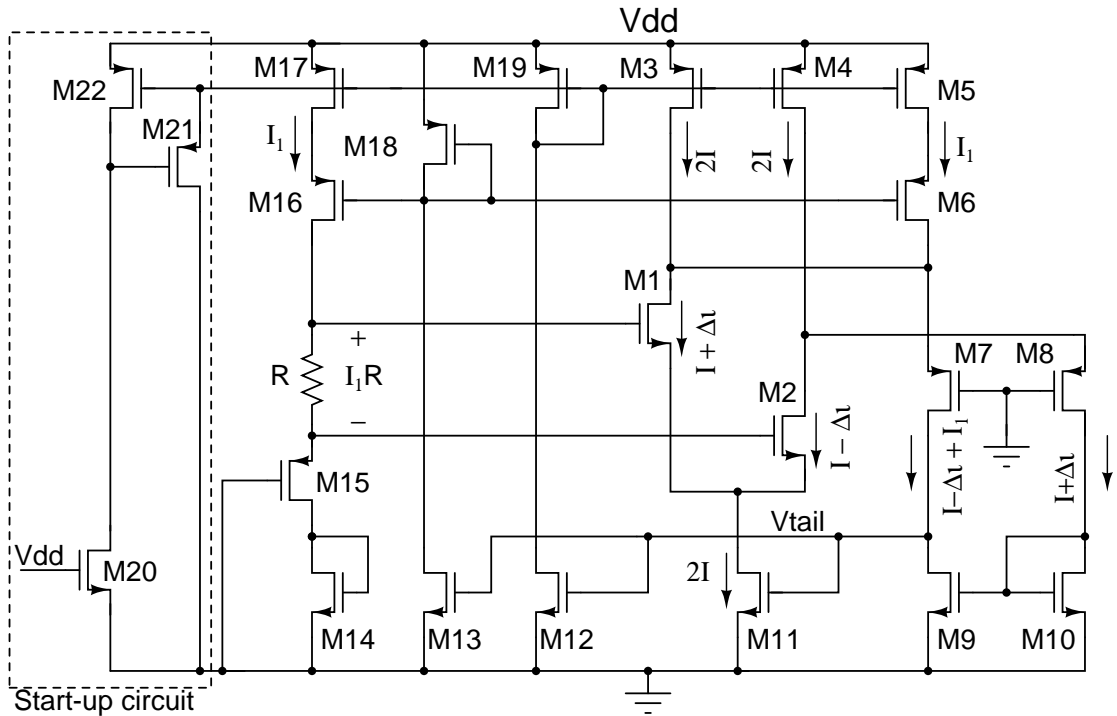 Vdd
M22
M21
M17
M19
M3
M4
M5
I1
M18
2I
2I
I1
M16
M6
M1
+
R
I1R
−
I + Δι
M2
M7
M8
I − Δι
I−Δι + I1
I+Δι
M15
Vtail
Vdd
M20
2I
M14
M13
M12
M11
M9
M10
Start-up circuit